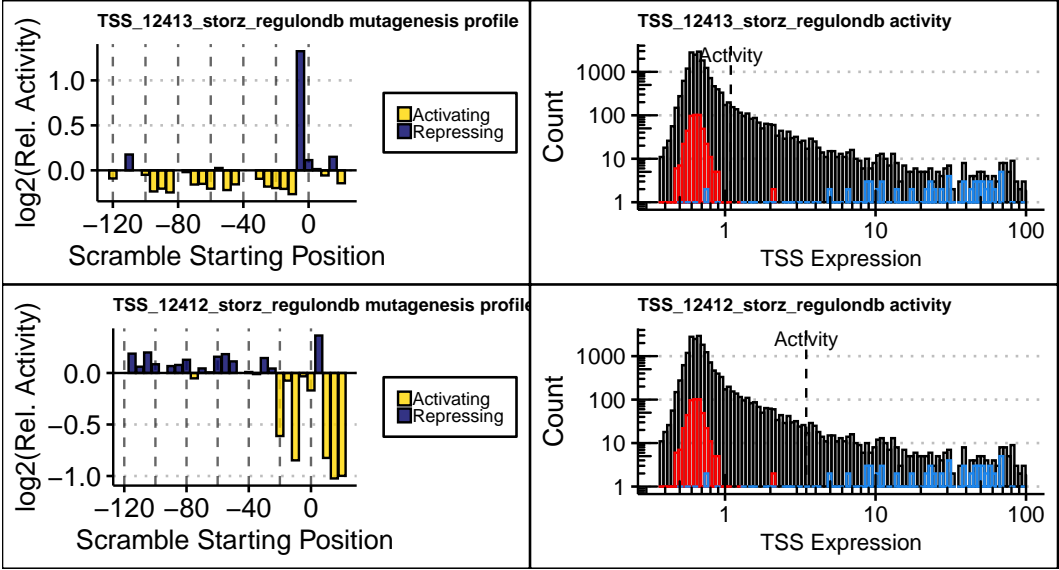 TSS_12413_storz_regulondb mutagenesis profile
log2(Rel. Activity)
1.0
0.5
0.0
−120
−80
−40
0
Scramble Starting Position
Activating
Repressing
TSS_12413_storz_regulondb activity
Activity
Count
1000
100
10
1
1
10
100
TSS Expression
TSS_12412_storz_regulondb mutagenesis profile
log2(Rel. Activity)
0.0
−0.5
−1.0
−120
−80
−40
0
Scramble Starting Position
Activating
Repressing
TSS_12412_storz_regulondb activity
Activity
Count
1000
100
10
1
1
10
100
TSS Expression